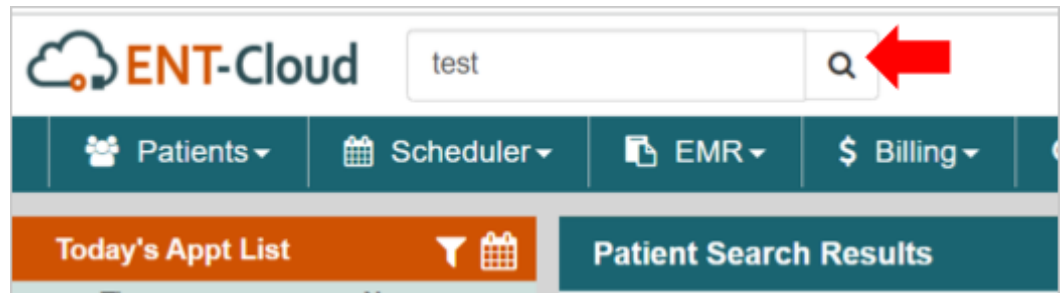 ENT-Cloud test
Patients Scheduler EMR $ Billing
Today's Appt List Patient Search Results